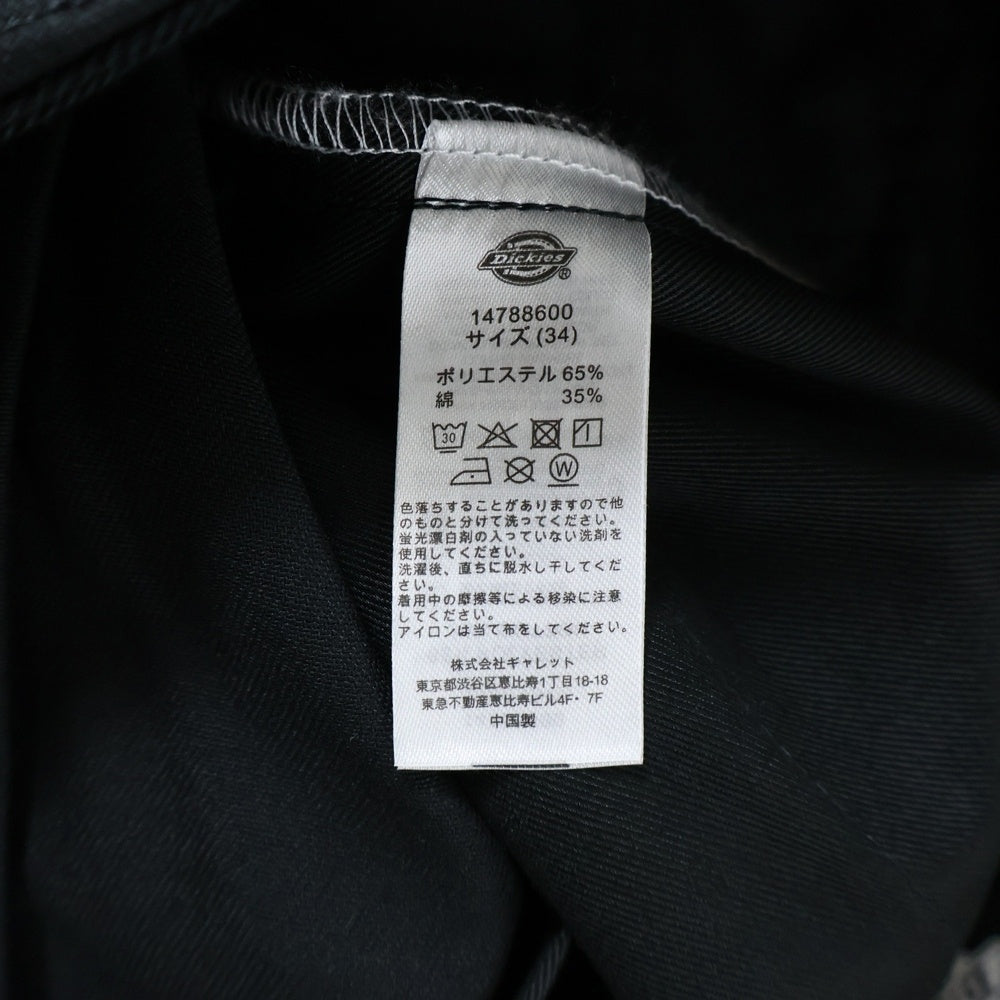 Dickies®
14788600
サイズ (34)
ポリエステル 65%
綿 35%
30
W
色落ちすることがありますので他
のものと分けて洗ってください。
蛍光漂白剤の入っていない洗剤を
使用してください。
洗濯後、直ちに脱水し干してくだ
さい。
着用中の摩擦等による移染に注意
してください。
アイロンは当て布をしてください。
株式会社ギャレット
東京都渋谷区恵比寿1丁目18-18
東急不動産恵比寿ビル4F・7F
中国製